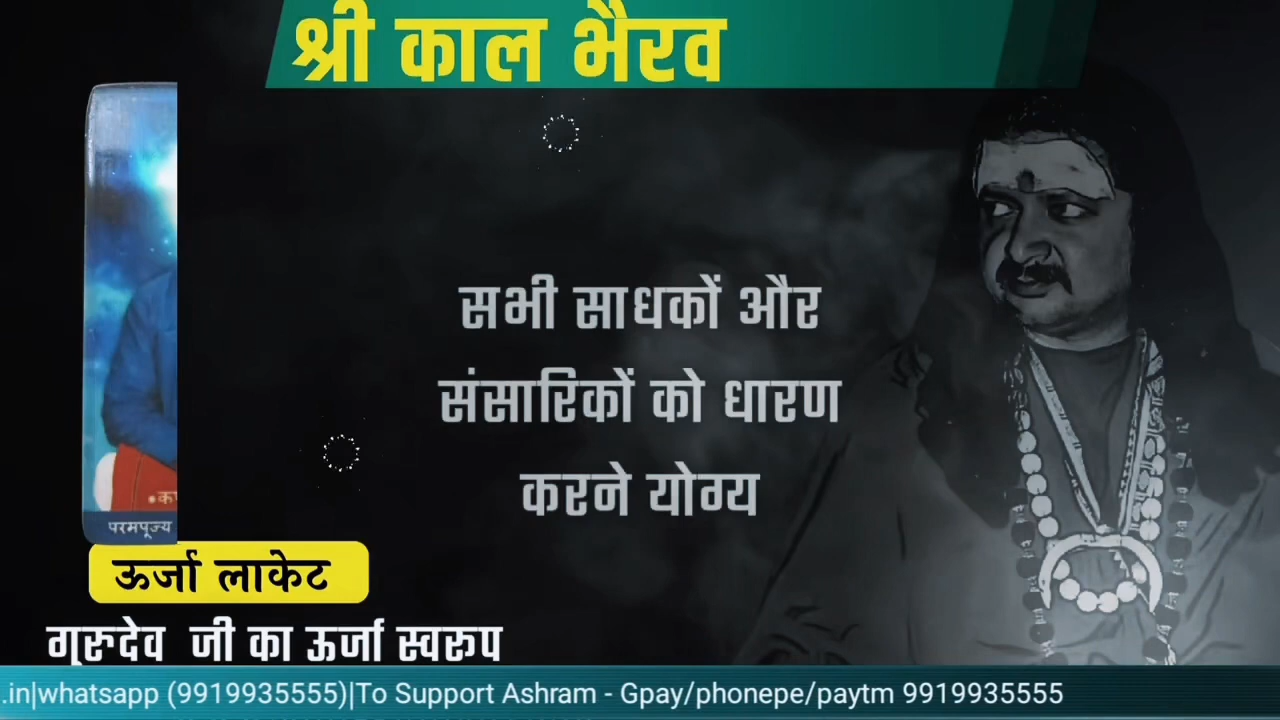 श्री काल भैरव
सभी साधकों और
संसारिकों को धारण
करने योग्य
परमपूज्य
ऊर्जा लाकेट
गुरुदेव जी का ऊर्जा स्वरुप
.in|whatsapp (9919935555)|To Support Ashram - Gpay/phonepe/paytm 9919935555